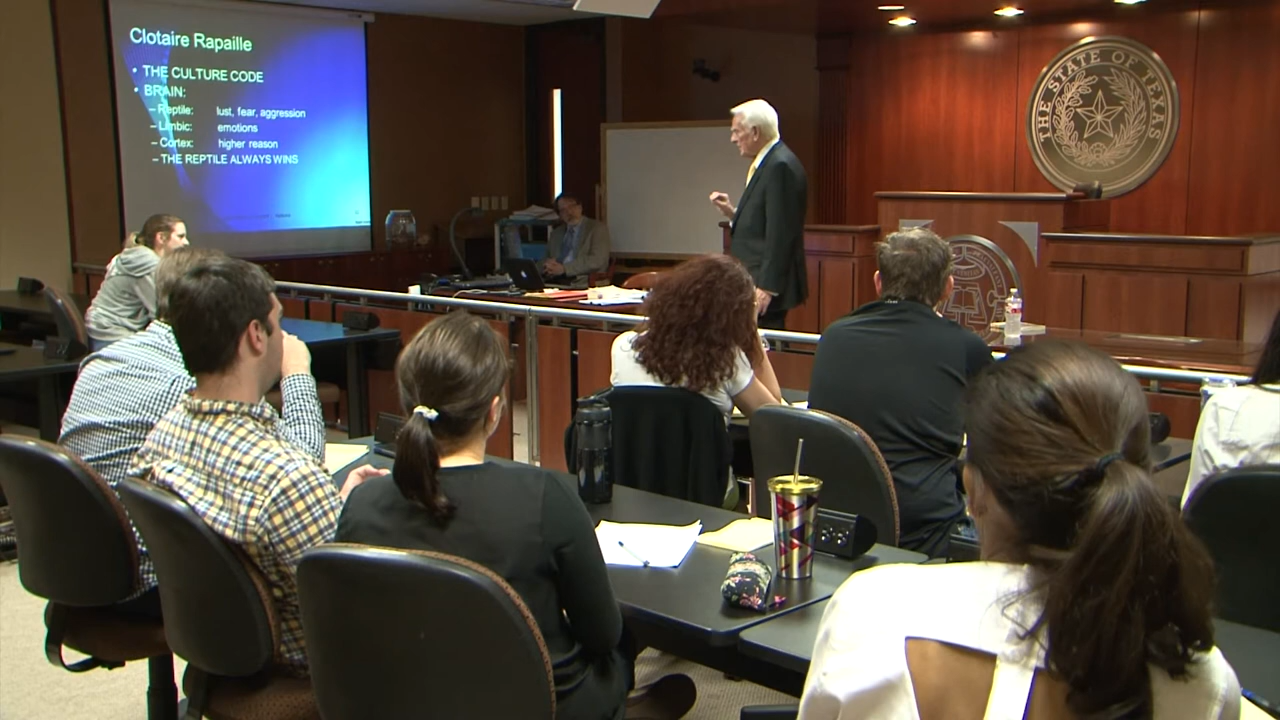 Clotaire Rapaille
• THE CULTURE CODE
• BRAIN:
– Reptile: lust, fear, aggression
– Limbic: emotions
– Cortex: higher reason
– THE REPTILE ALWAYS WINS
THE STATE OF TEXAS